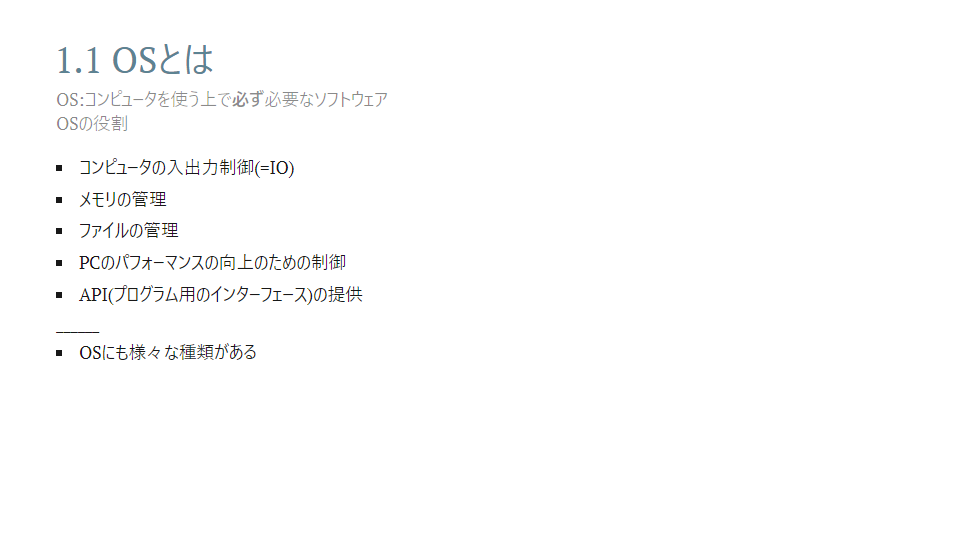 1.1 OSとは
OS:コンピュータを使う上で必ず必要なソフトウェア
OSの役割
▪ コンピュータの入出力制御(=IO)
▪ メモリの管理
▪ ファイルの管理
▪ PCのパフォーマンスの向上のための制御
▪ API(プログラム用のインターフェース)の提供
______
▪ OSにも様々な種類がある